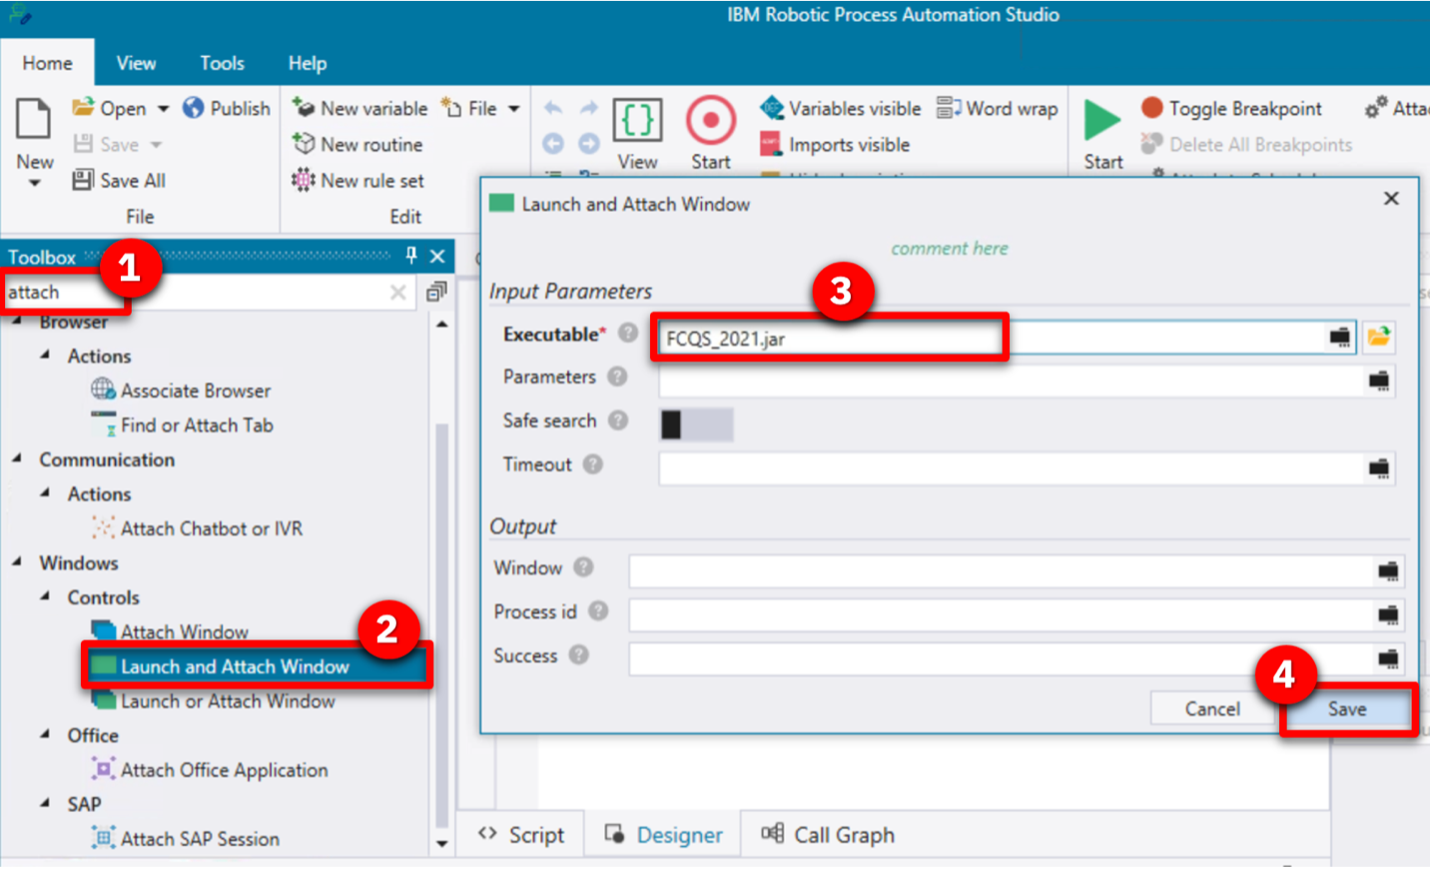 IBM Robotic Process Automation Studio
Home View Tools Help
New
Open
Publish
Save
Save All
File
New variable
File
New routine
New rule set
Edit
View
Start
Variables visible
Word wrap
Imports visible
Start
Toggle Breakpoint
Delete All Breakpoints
Toolbox
1
attach
Browser
Actions
Associate Browser
Find or Attach Tab
Communication
Actions
Attach Chatbot or IVR
Windows
Controls
Attach Window
2
Launch and Attach Window
Launch or Attach Window
Office
Attach Office Application
SAP
Attach SAP Session
Launch and Attach Window
comment here
Input Parameters
3
Executable* ? FCQS_2021.jar
Parameters ?
Safe search ?
Timeout ?
Output
Window ?
Process id ?
Success ?
4
Cancel Save
<> Script Designer Call Graph